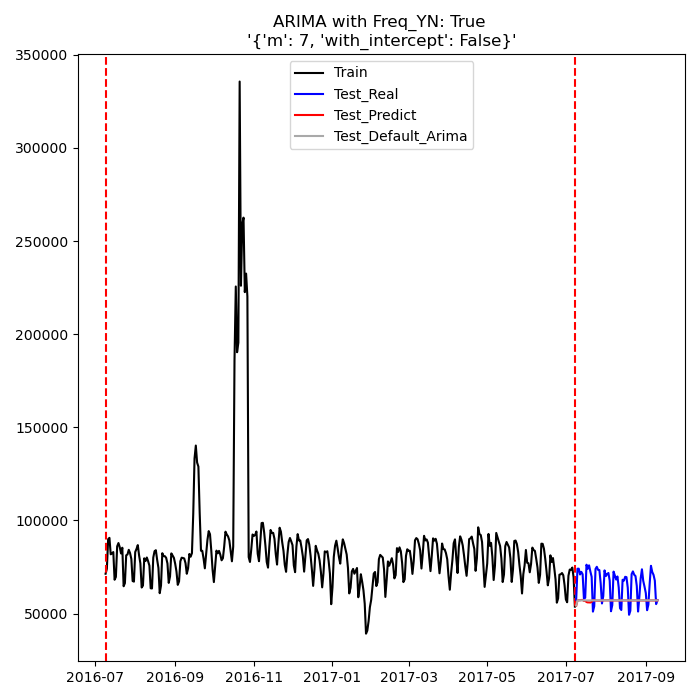 ARIMA with Freq_YN: True
'{'m': 7, 'with_intercept': False}'
350000
300000
250000
200000
150000
100000
50000
Train
Test_Real
Test_Predict
Test_Default_Arima
2016-07
2016-09
2016-11
2017-01
2017-03
2017-05
2017-07
2017-09